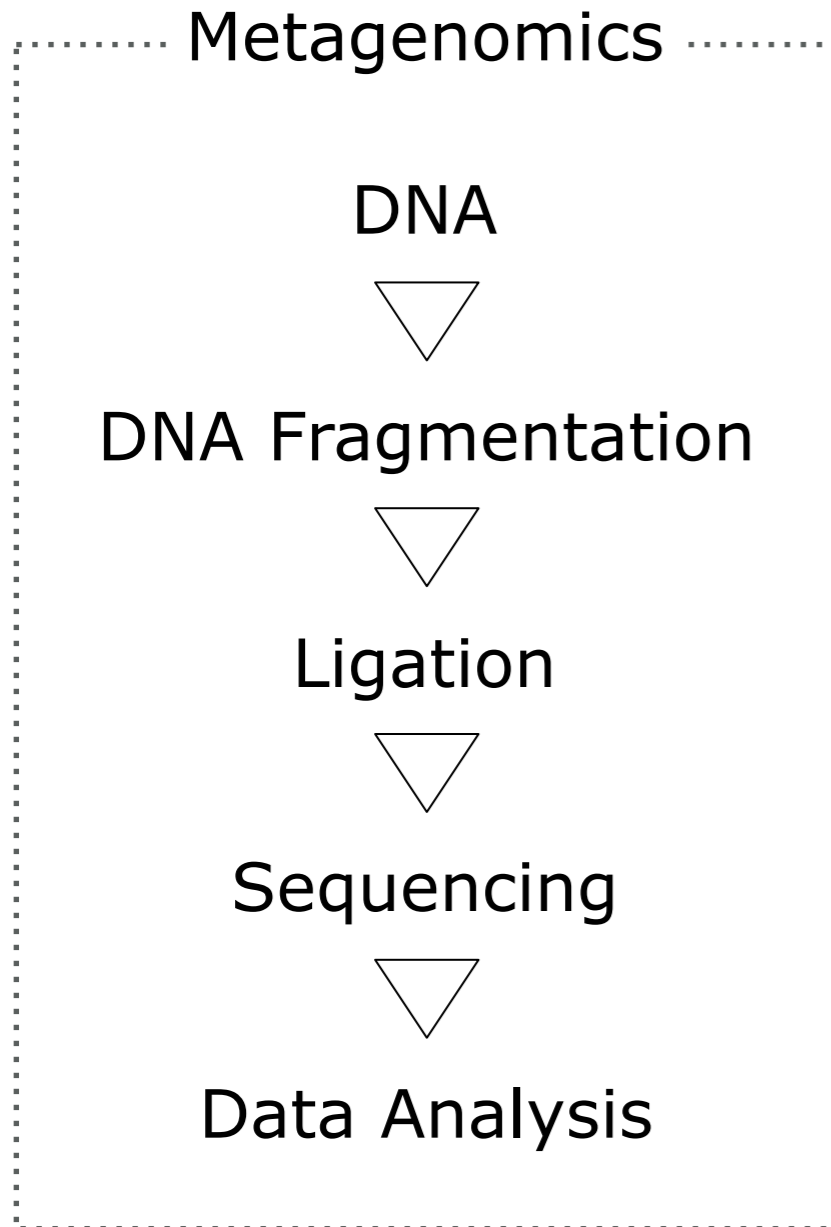 Metagenomics
DNA
DNA Fragmentation
Ligation
Sequencing
Data Analysis